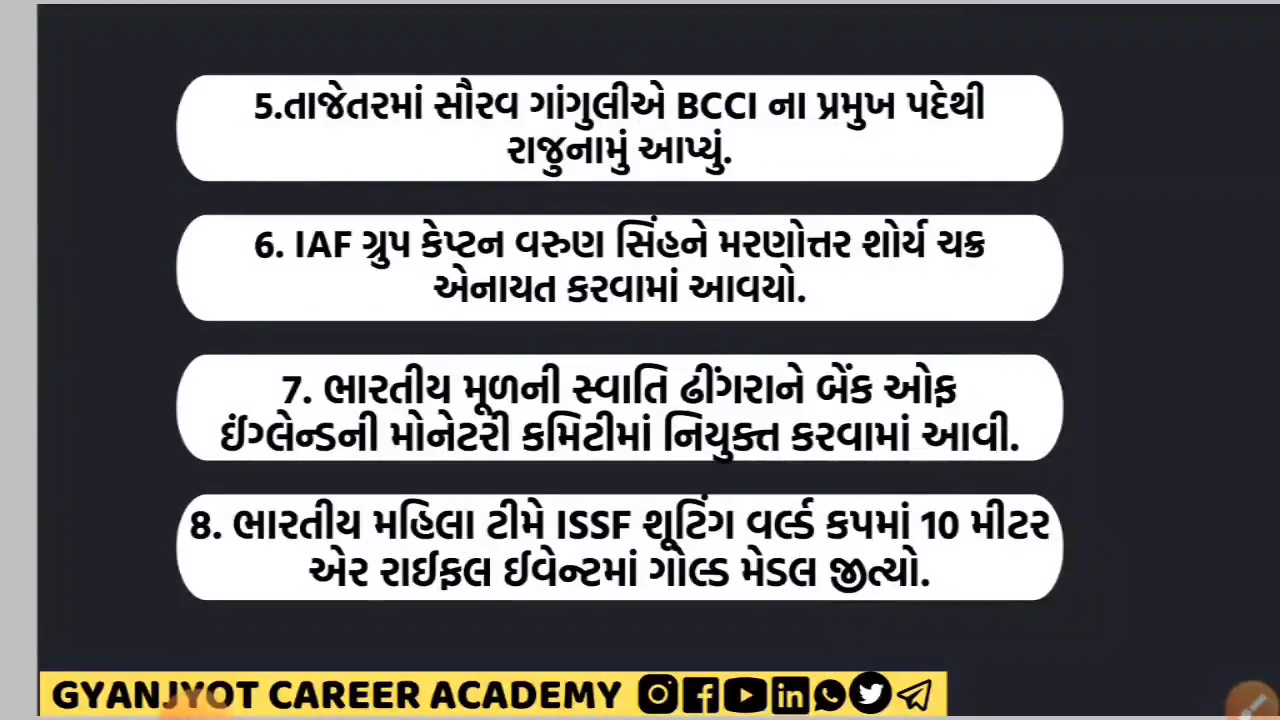 5.તાજેતરમાં સૌરવ ગાંગુલીએ BCCI ના પ્રમુખ પદેથી
રાજુનામું આપ્યું.
6. IAF ગ્રુપ કેપ્ટન વરુણ સિંહને મરણોત્તર શોર્ય ચક્ર
એનાયત કરવામાં આવયો.
7. ભારતીય મૂળની સ્વાતિ ઢીંગરાને બેંક ઓફ
ઈંગ્લેન્ડની મોનેટરી કમિટીમાં નિયુક્ત કરવામાં આવી.
8. ભારતીય મહિલા ટીમે ISSF શૂટિંગ વર્લ્ડ કપમાં 10 મીટર
એર રાઈફલ ઈવેન્ટમાં ગોલ્ડ મેડલ જીત્યો.
GYANJYOT CAREER ACADEMY